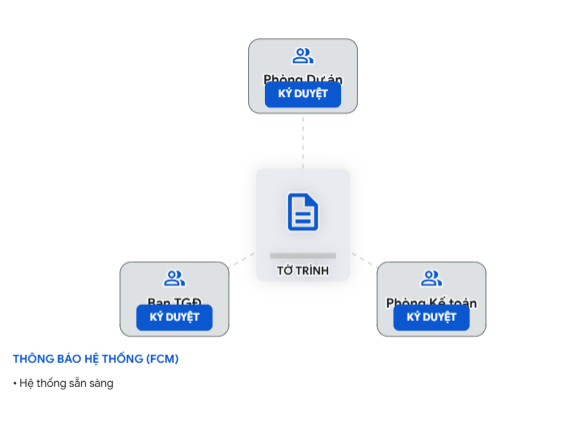 Phòng Dự án
KÝ DUYỆT
TỜ TRÌNH
Ban TGĐ
KÝ DUYỆT
Phòng Kế toán
KÝ DUYỆT
THÔNG BÁO HỆ THỐNG (FCM)
• Hệ thống sẵn sàng